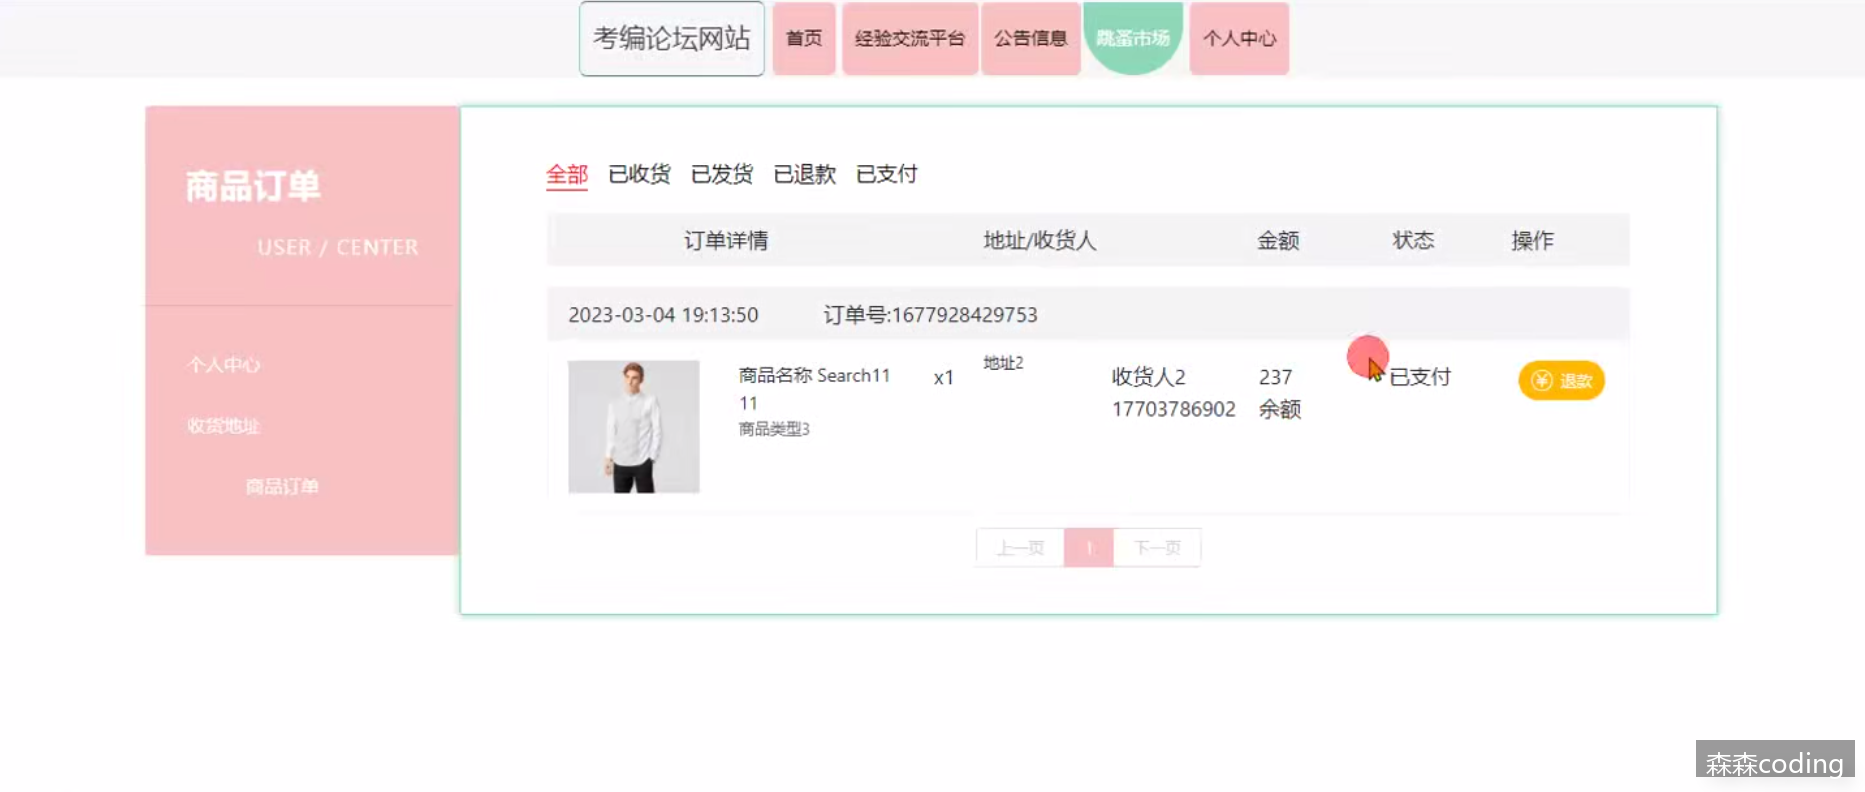 考编论坛网站 首页 经验交流平台 公告信息 跳蚤市场 个人中心
商品订单
USER / CENTER
个人中心
收货地址
商品订单
全部 已收货 已发货 已退款 已支付
订单详情 地址/收货人 金额 状态 操作
2023-03-04 19:13:50 订单号:1677928429753
商品名称 Search11
11
商品类型3
x1
地址2
收货人2
17703786902
237
余额
已支付
退款
上一页 1 下一页
森森coding